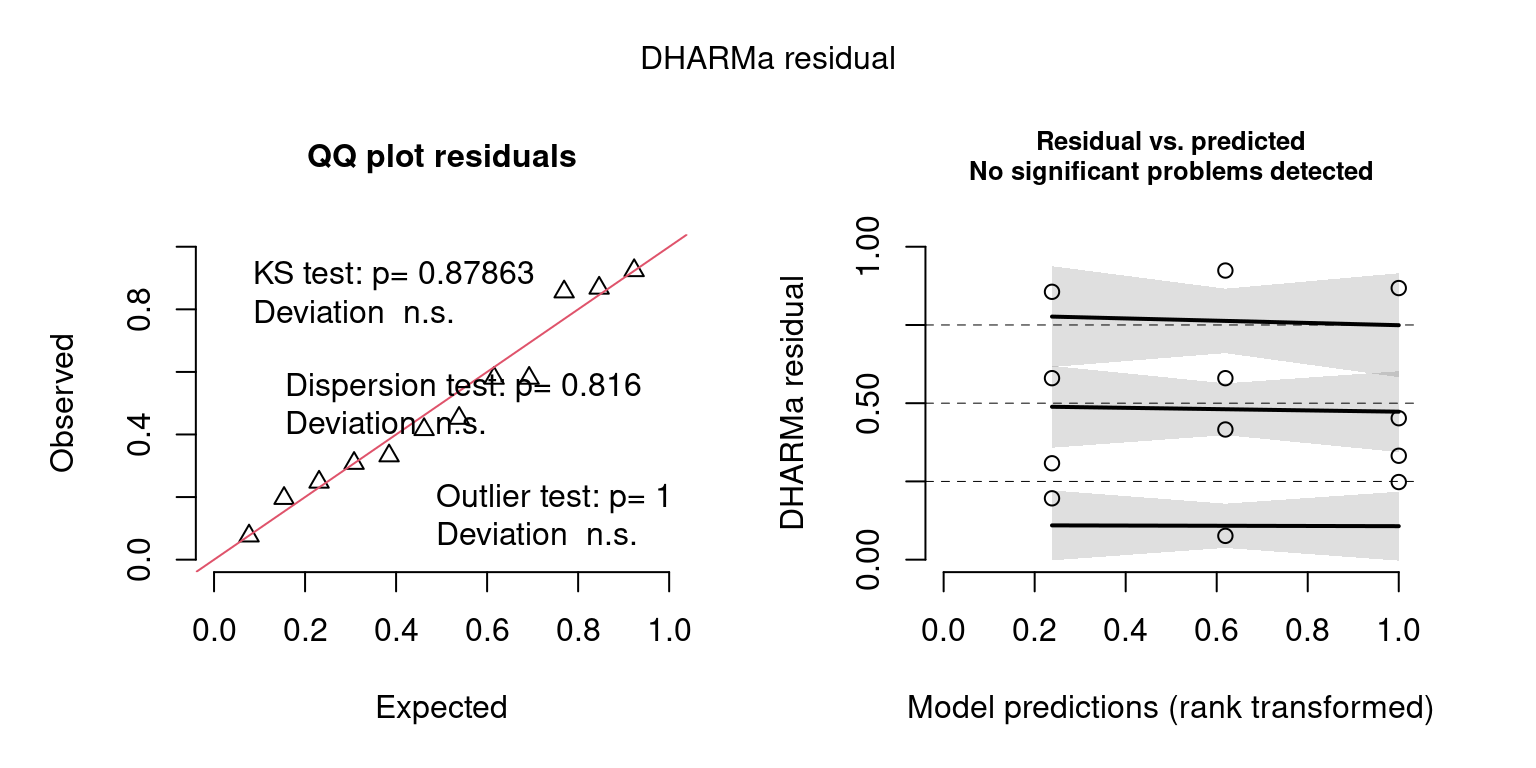 DHARMa residual
QQ plot residuals
KS test: p= 0.87863
Deviation  n.s.
Dispersion test: p= 0.816
Deviation  n.s.
Outlier test: p= 1
Deviation  n.s.
Observed
0.0 0.4 0.8
0.0 0.2 0.4 0.6 0.8 1.0
Expected
Residual vs. predicted
No significant problems detected
DHARMa residual
0.00 0.50 1.00
0.0 0.2 0.4 0.6 0.8 1.0
Model predictions (rank transformed)